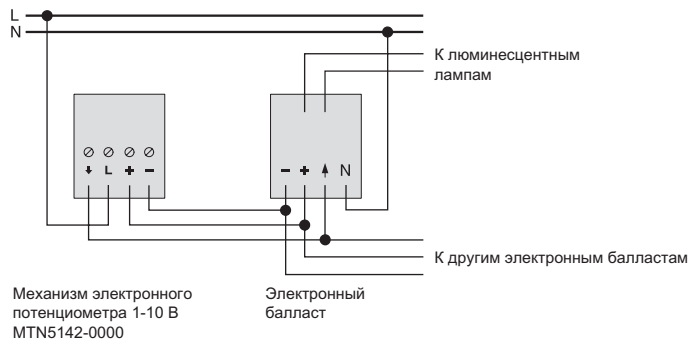 L
N
К люминесцентным
лампам
L + −
− + N
К другим электронным балластам
Механизм электронного
потенциометра 1-10 В
MTN5142-0000
Электронный
балласт